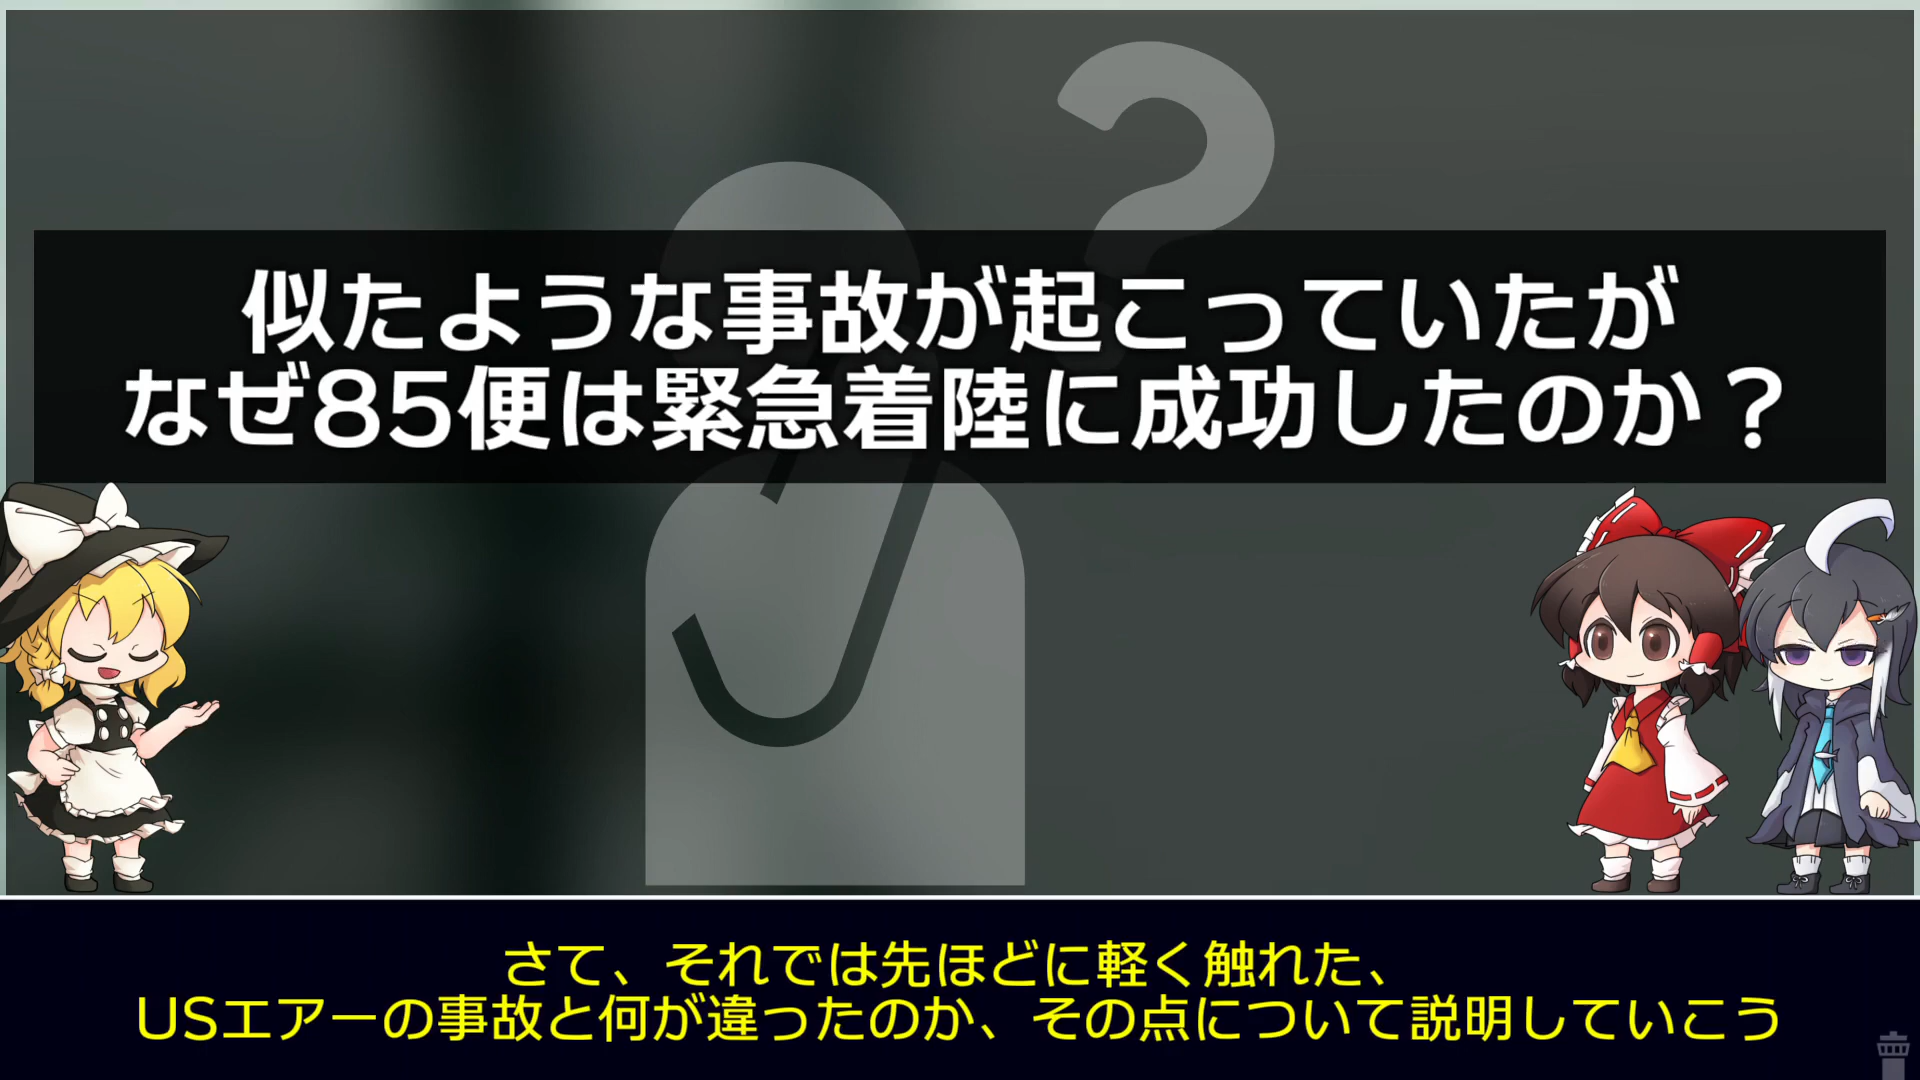 似たような事故が起こっていたが
なぜ85便は緊急着陸に成功したのか？
さて、それでは先ほどに軽く触れた、
USエアーの事故と何が違ったのか、その点について説明していこう